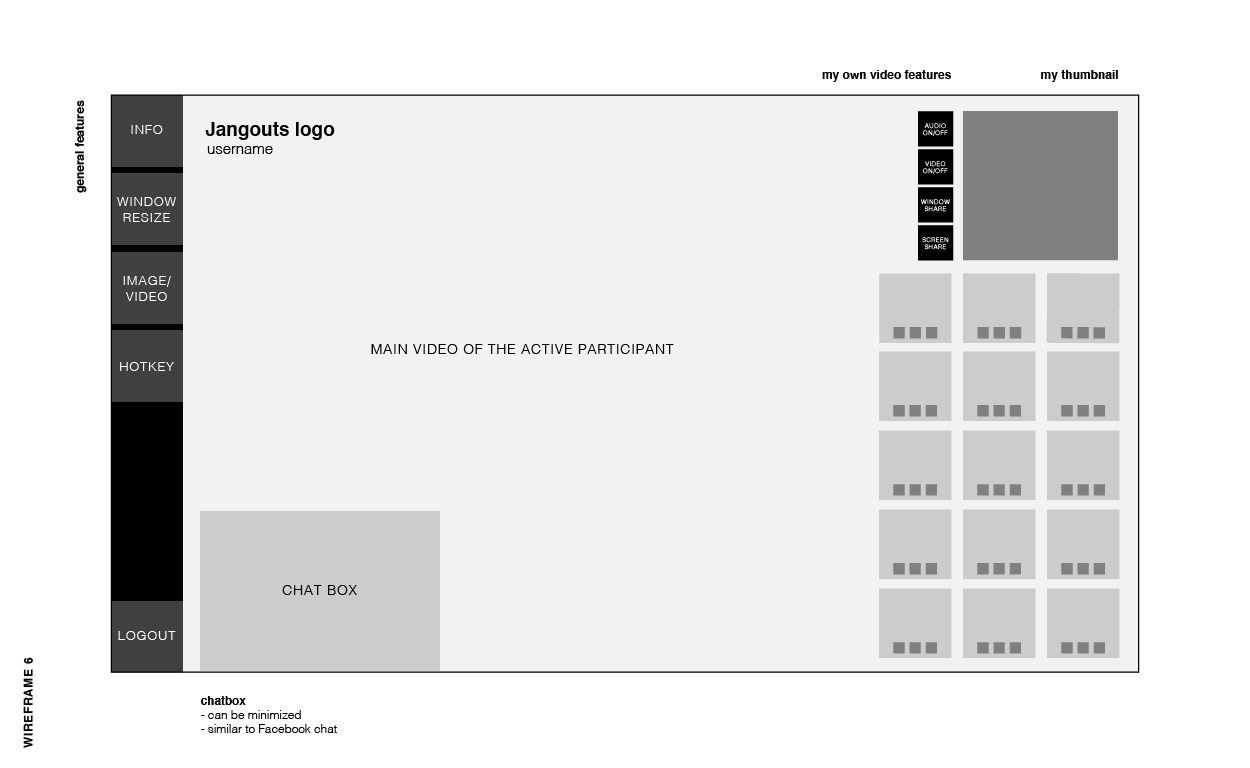 my own video features
my thumbnail
general features
INFO
WINDOW
RESIZE
IMAGE/
VIDEO
HOTKEY
LOGOUT
Jangouts logo
username
AUDIO
ON/OFF
VIDEO
ON/OFF
WINDOW
SHARE
SCREEN
SHARE
MAIN VIDEO OF THE ACTIVE PARTICIPANT
CHAT BOX
chatbox
- can be minimized
- similar to Facebook chat
WIREFRAME 6